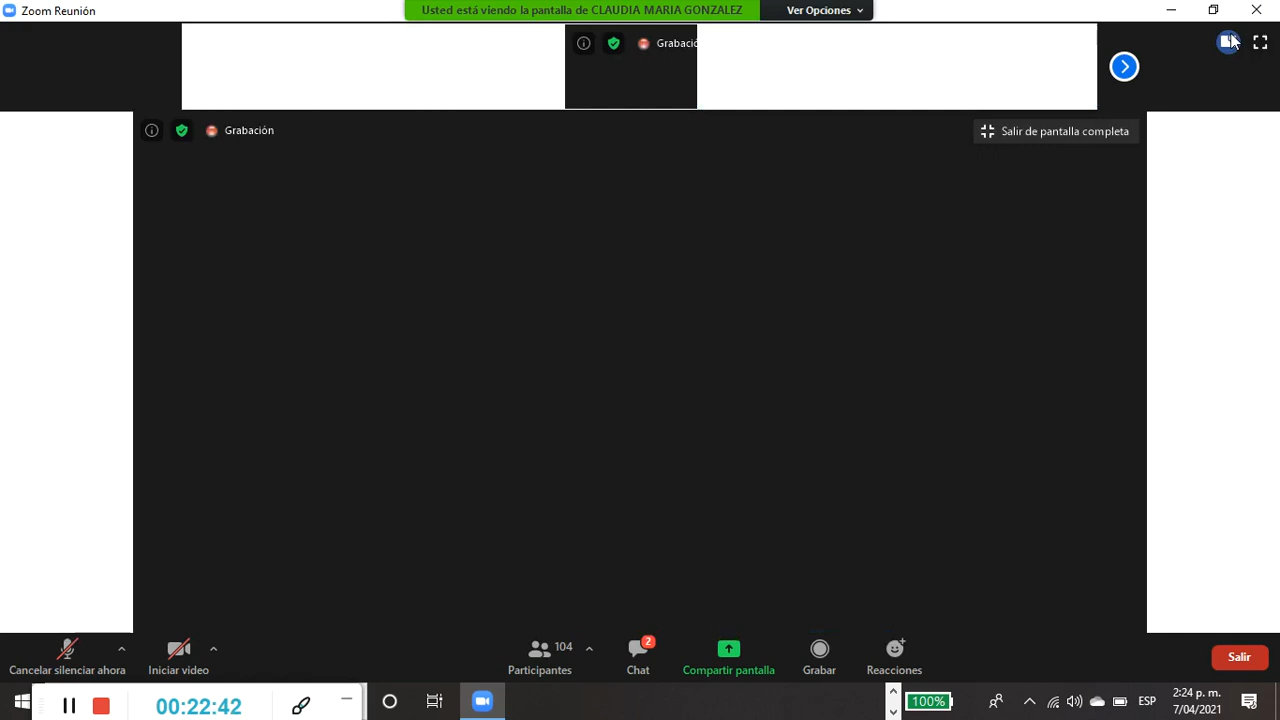 Zoom Reunión
Usted está viendo la pantalla de CLAUDIA MARIA GONZALEZ
Ver Opciones
Grabació
Grabación
Salir de pantalla completa
Cancelar silenciar ahora
Iniciar video
104
Participantes
2
Chat
Compartir pantalla
Grabar
Reacciones
Salir
00:22:42
100%
ESP
2:24 p. m.
7/04/2021